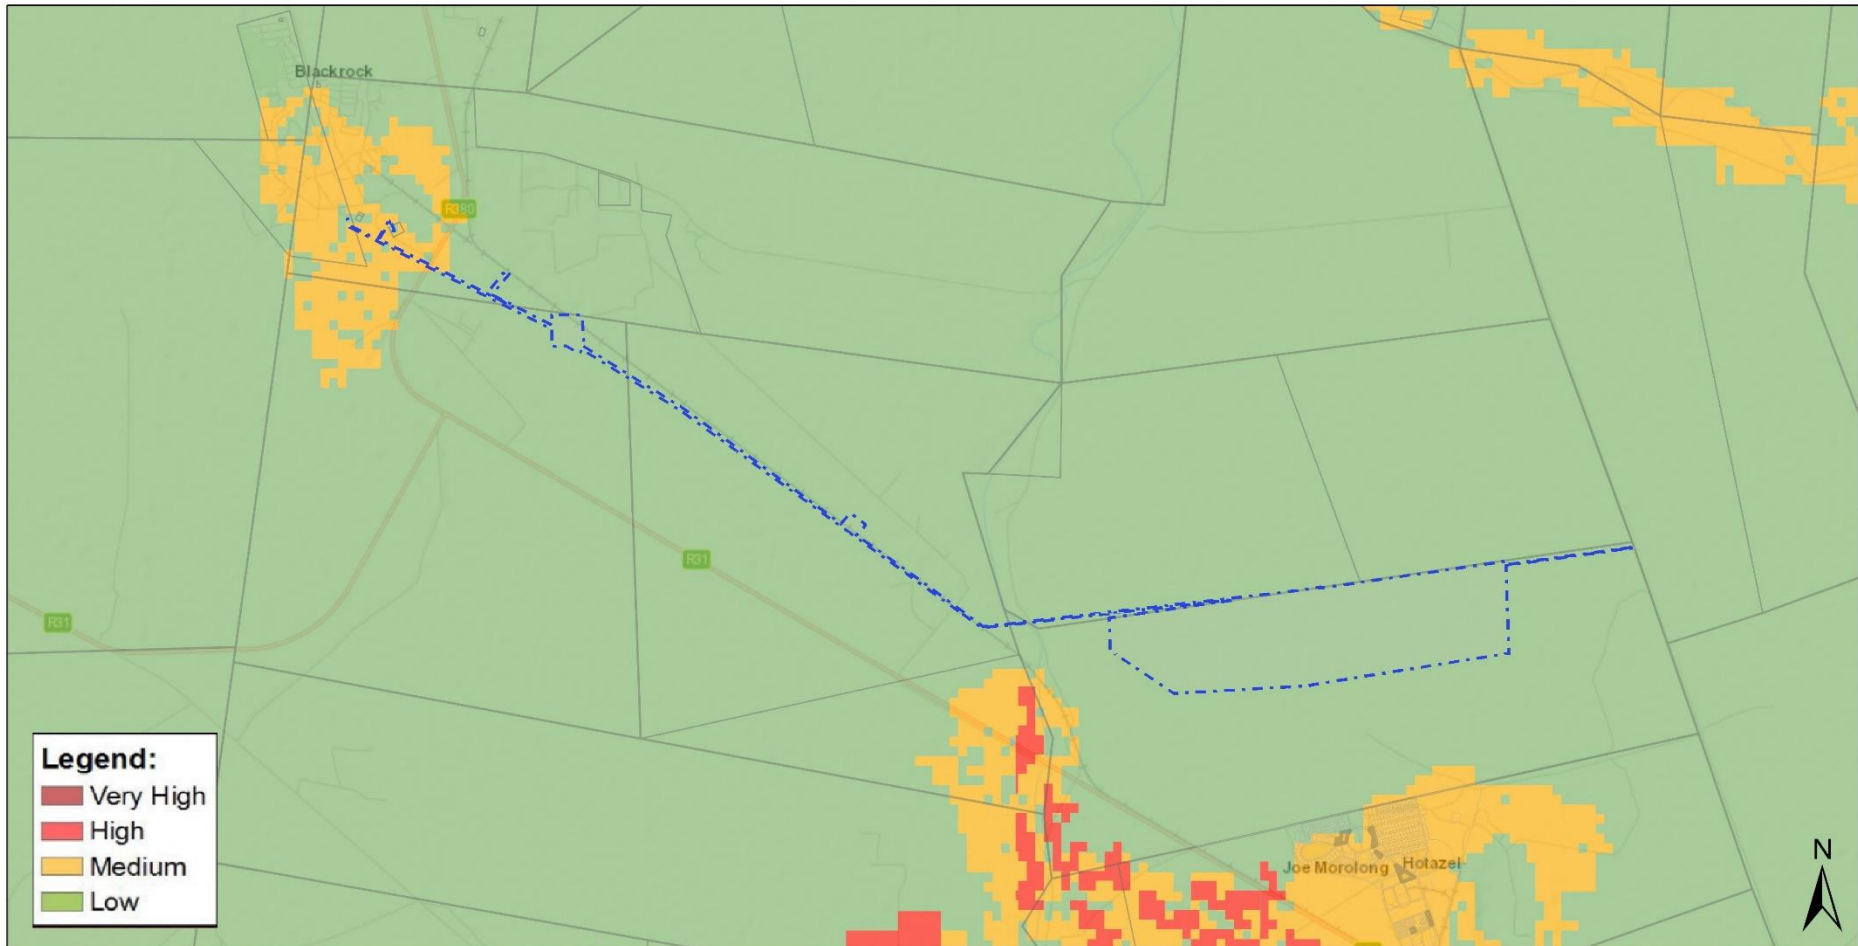 Blackrock
R380
R31
R31
Legend:
Very High
High
Medium
Low
Joe Morolong
Hotazel
N